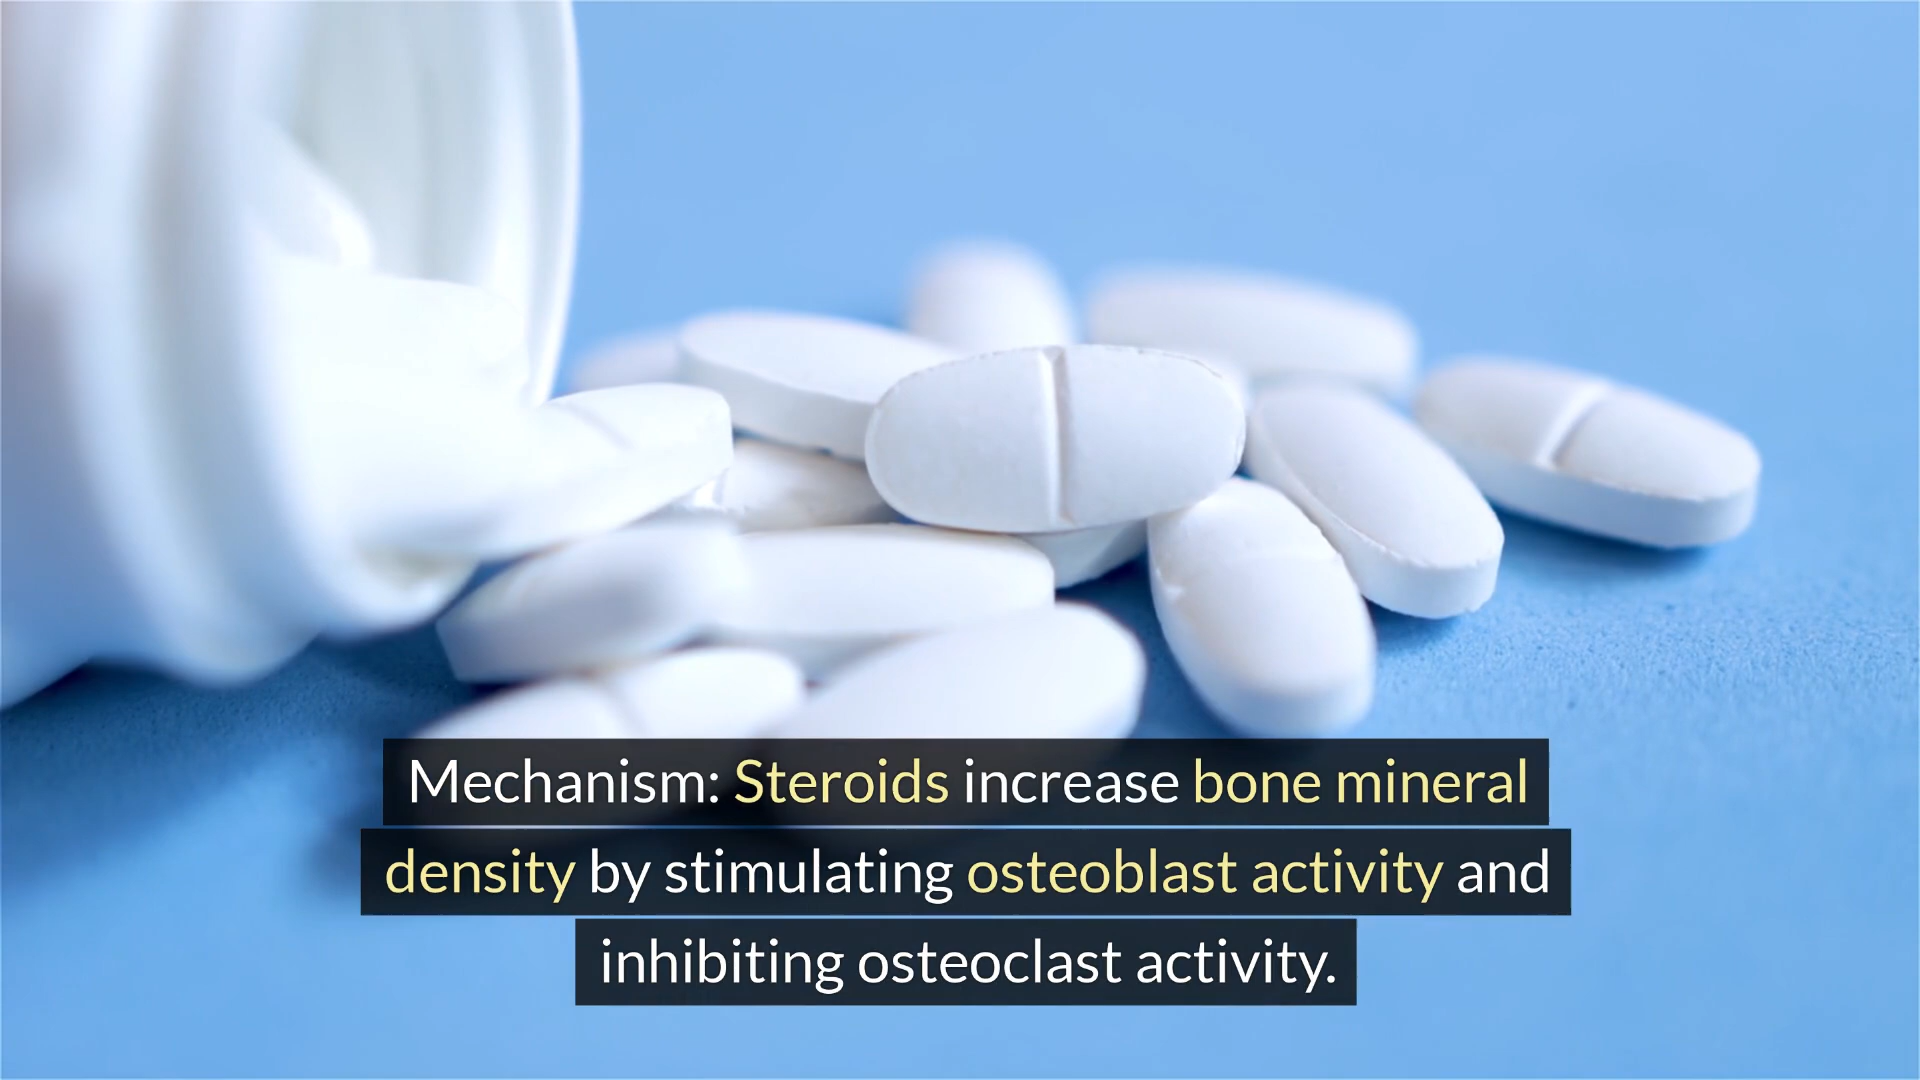 Mechanism: Steroids increase bone mineral
density by stimulating osteoblast activity and
inhibiting osteoclast activity.